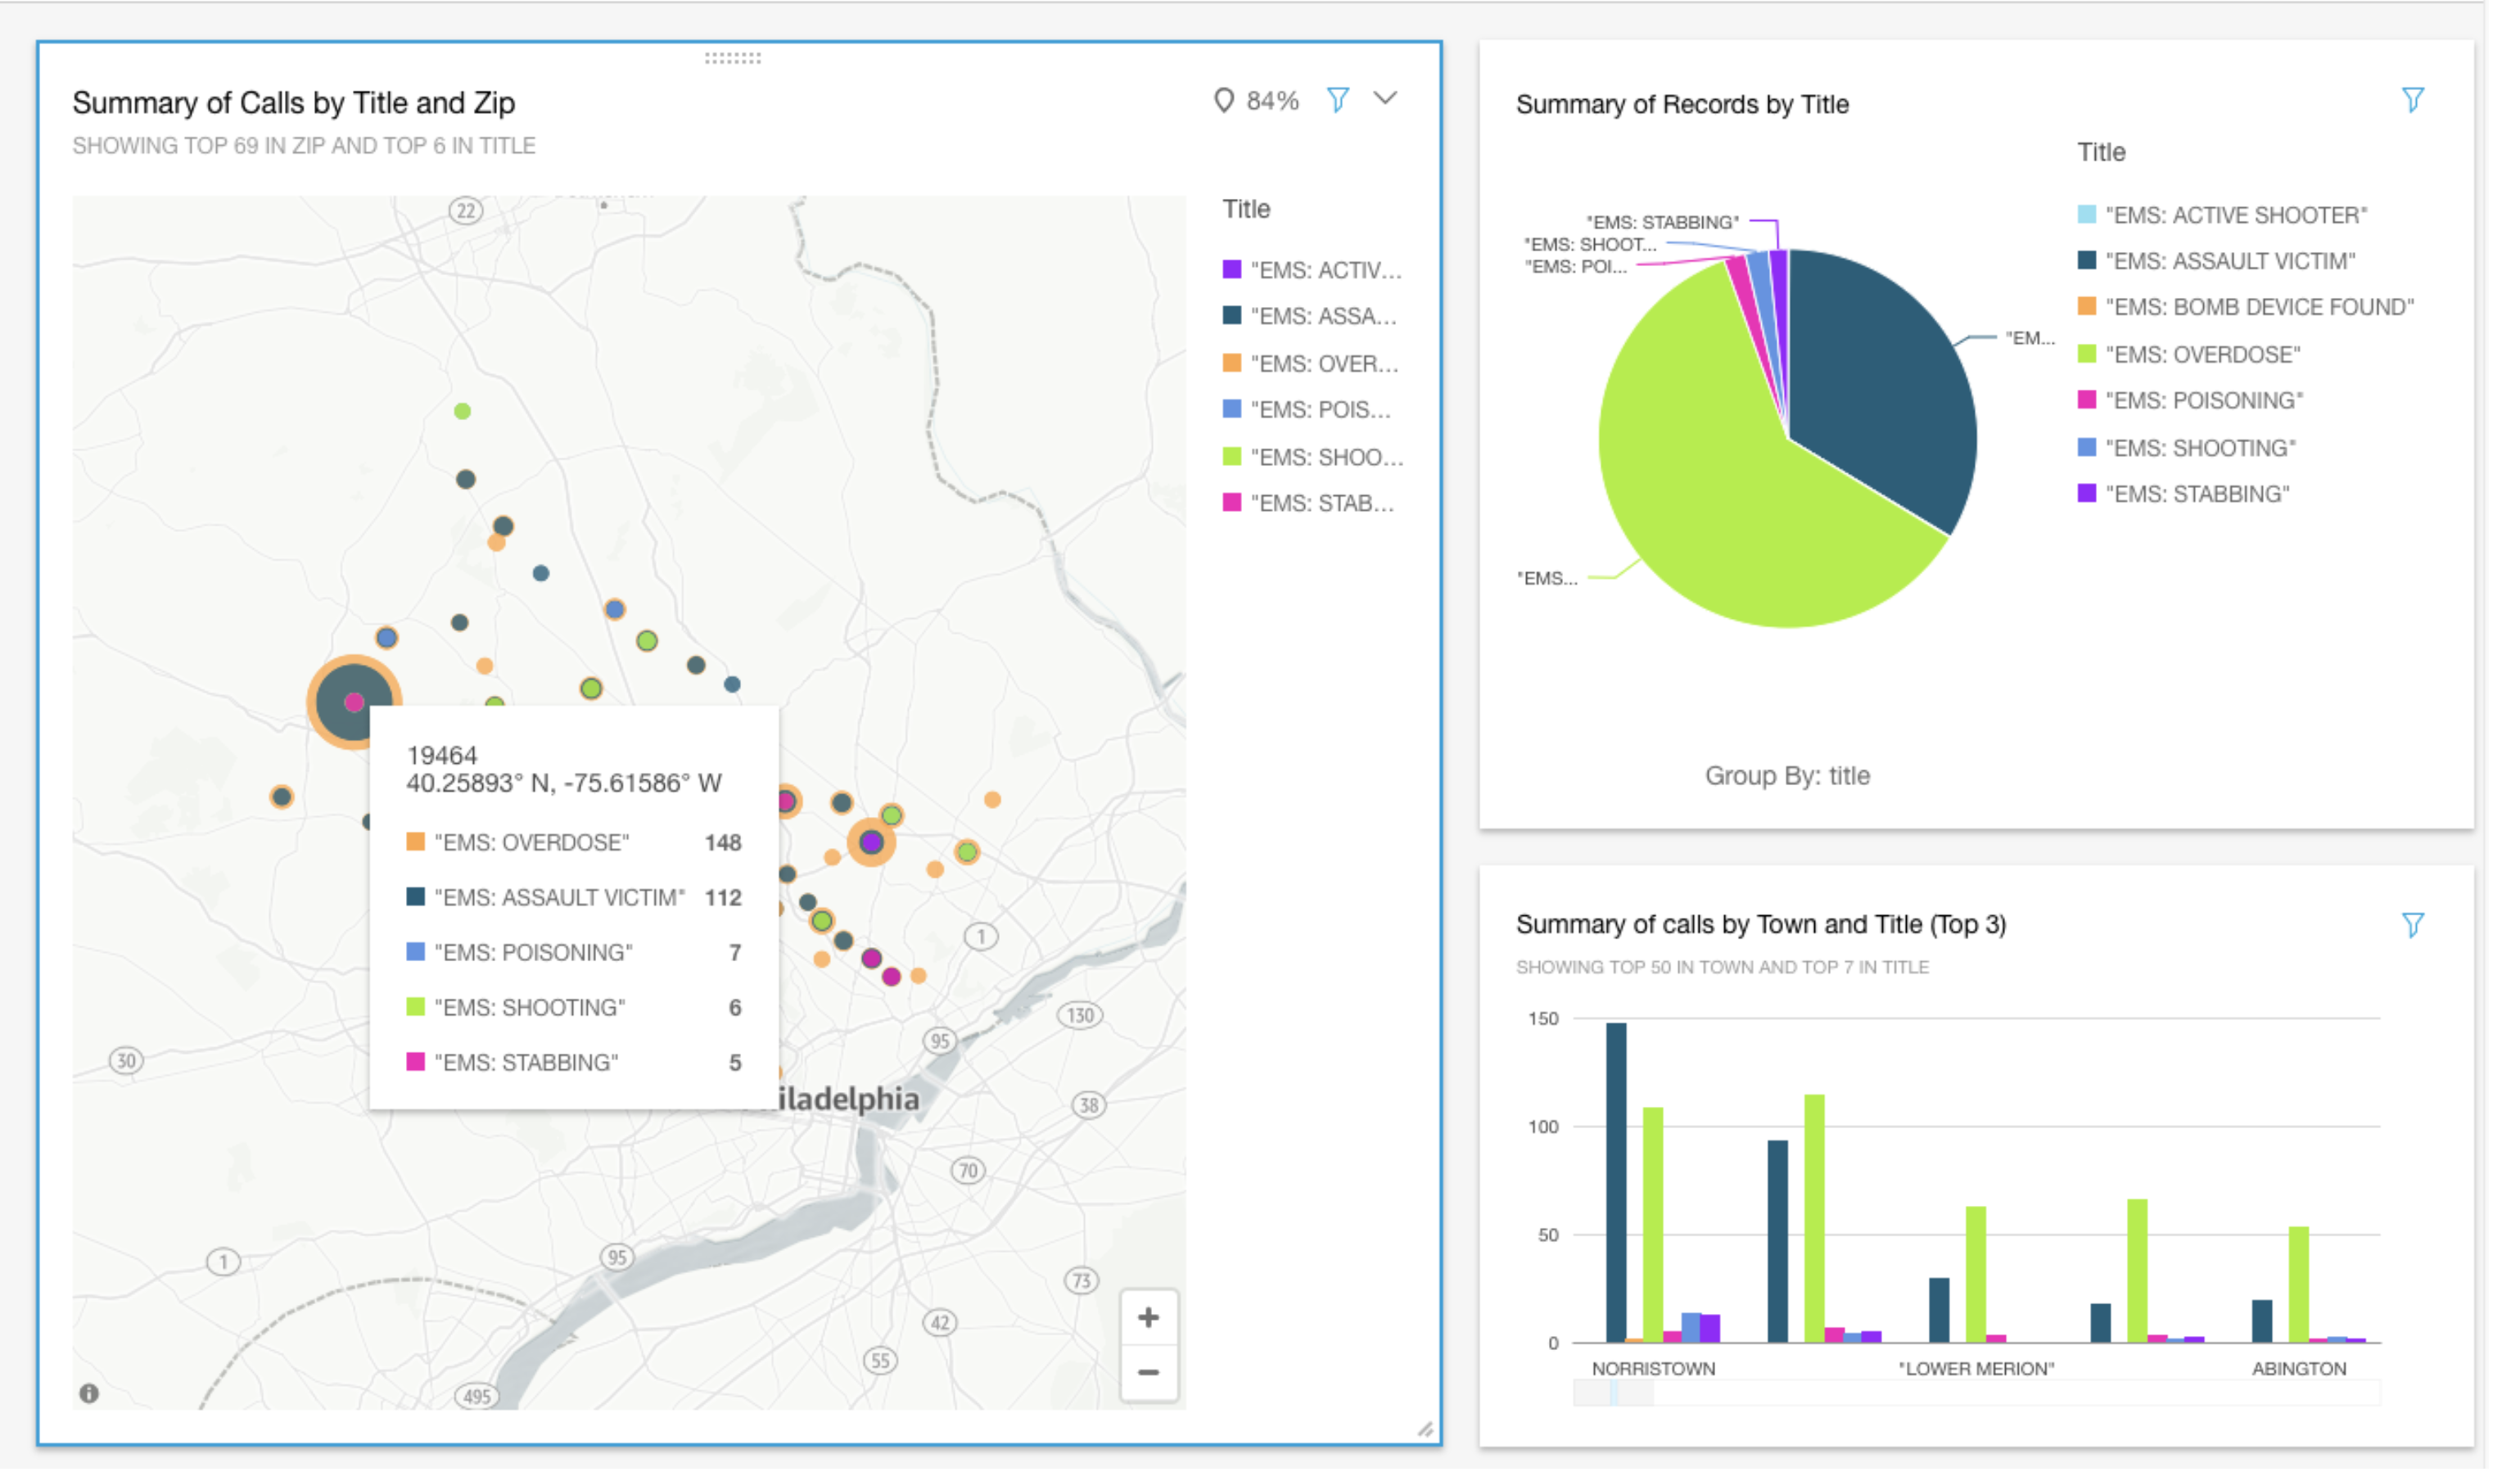 Summary of Calls by Title and Zip
84%
SHOWING TOP 69 IN ZIP AND TOP 6 IN TITLE
Title
"EMS: ACTIV...
"EMS: ASSA...
"EMS: OVER...
"EMS: POIS...
"EMS: SHOO...
"EMS: STAB...
22
19464
40.25893° N, -75.61586° W
"EMS: OVERDOSE" 148
"EMS: ASSAULT VICTIM" 112
"EMS: POISONING" 7
"EMS: SHOOTING" 6
"EMS: STABBING" 5
1
130
95
30
iladelphia
38
70
95
1
73
42
55
495
+
−
Summary of Records by Title
Title
"EMS: ACTIVE SHOOTER"
"EMS: ASSAULT VICTIM"
"EMS: BOMB DEVICE FOUND"
"EMS: OVERDOSE"
"EMS: POISONING"
"EMS: SHOOTING"
"EMS: STABBING"
"EMS: STABBING"
"EMS: SHOOT...
"EMS: POI...
"EM...
"EMS...
Group By: title
Summary of calls by Town and Title (Top 3)
SHOWING TOP 50 IN TOWN AND TOP 7 IN TITLE
150
100
50
0
NORRISTOWN "LOWER MERION" ABINGTON